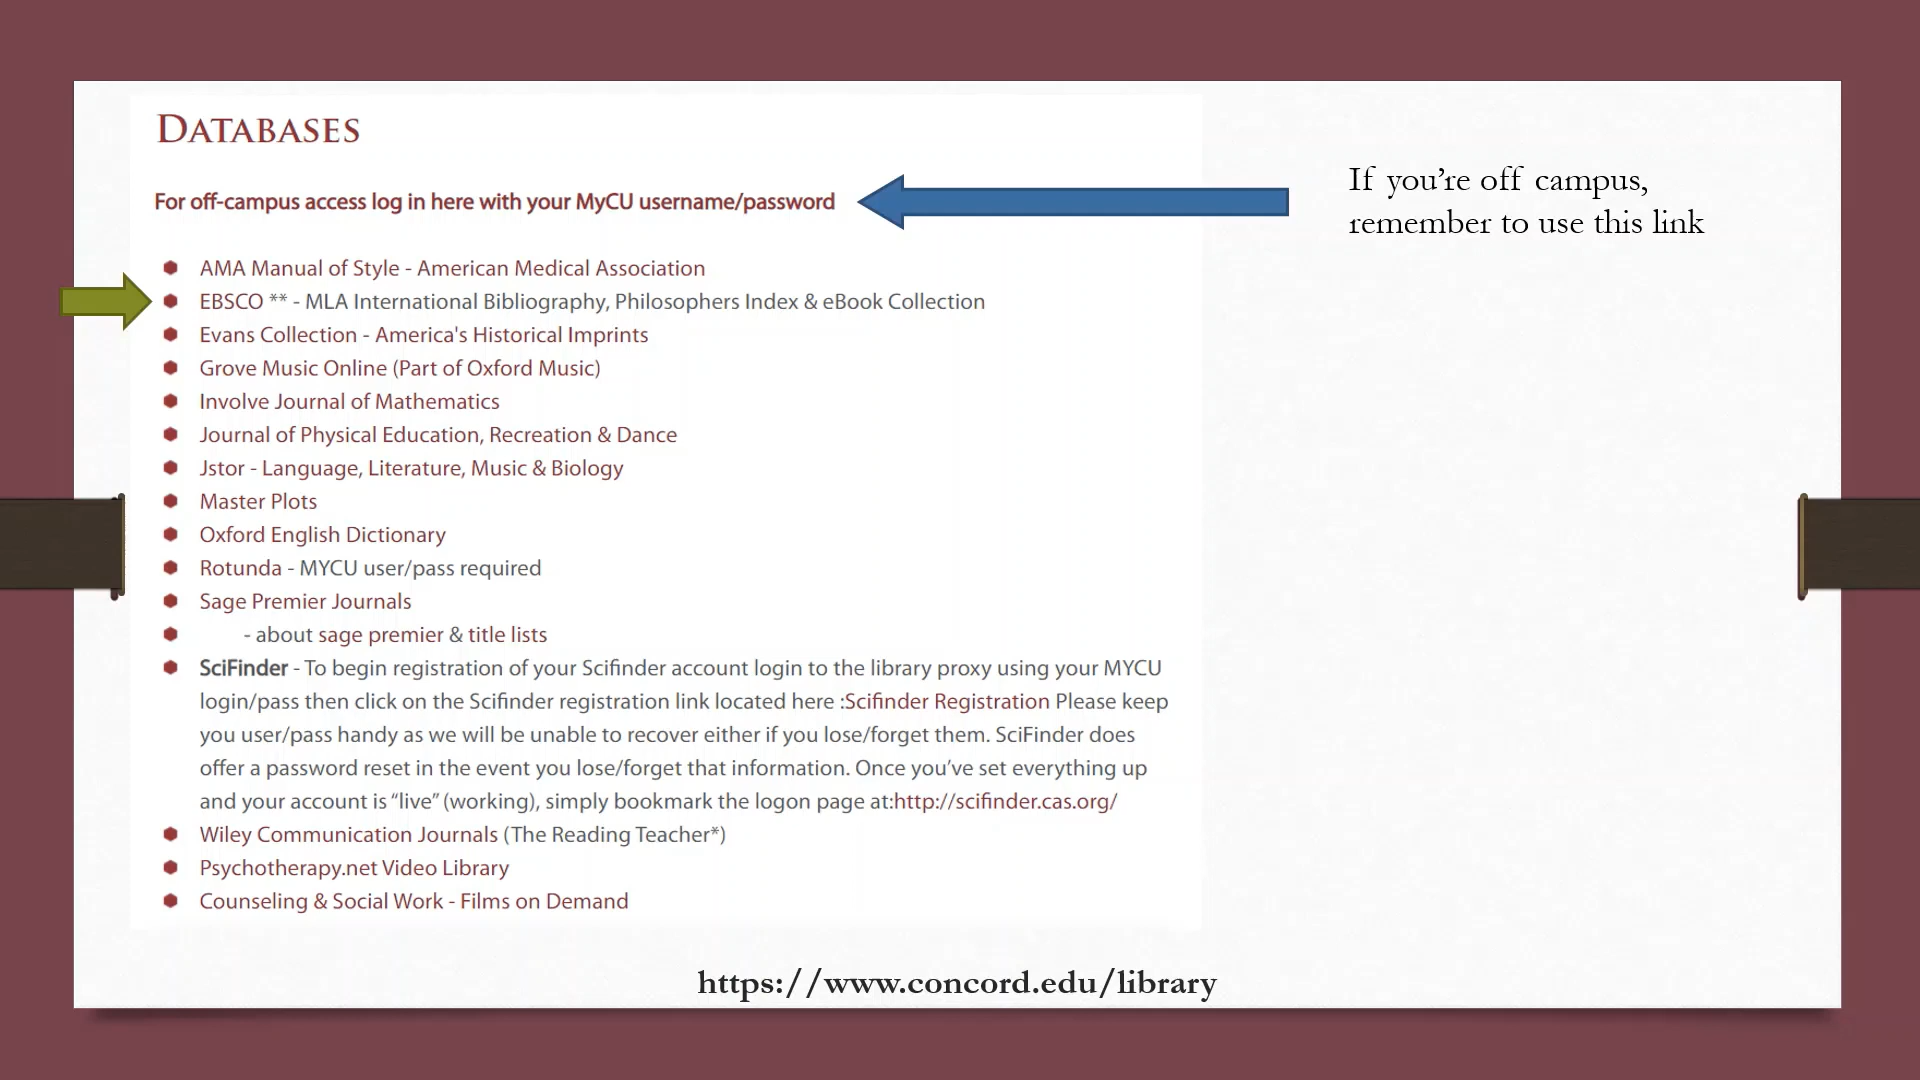 DATABASES
For off-campus access log in here with your MyCU username/password
If you’re off campus,
remember to use this link
AMA Manual of Style - American Medical Association
EBSCO ** - MLA International Bibliography, Philosophers Index & eBook Collection
Evans Collection - America's Historical Imprints
Grove Music Online (Part of Oxford Music)
Involve Journal of Mathematics
Journal of Physical Education, Recreation & Dance
Jstor - Language, Literature, Music & Biology
Master Plots
Oxford English Dictionary
Rotunda - MYCU user/pass required
Sage Premier Journals
- about sage premier & title lists
SciFinder - To begin registration of your Scifinder account login to the library proxy using your MYCU
login/pass then click on the Scifinder registration link located here :Scifinder Registration Please keep
you user/pass handy as we will be unable to recover either if you lose/forget them. SciFinder does
offer a password reset in the event you lose/forget that information. Once you’ve set everything up
and your account is “live” (working), simply bookmark the logon page at:http://scifinder.cas.org/
Wiley Communication Journals (The Reading Teacher*)
Psychotherapy.net Video Library
Counseling & Social Work - Films on Demand
https://www.concord.edu/library